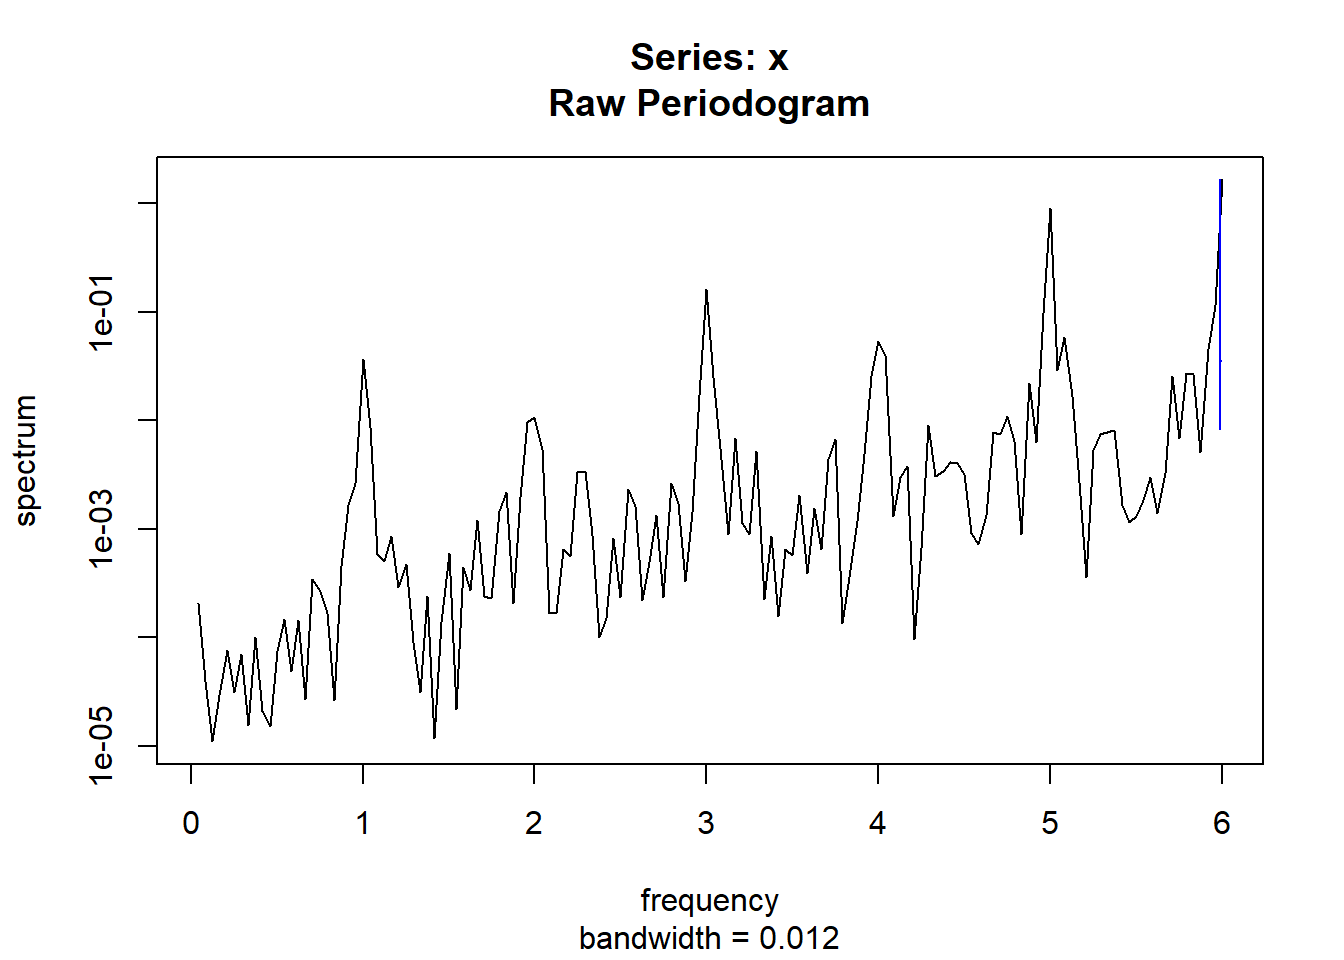 Series: x
Raw Periodogram
spectrum
1e-01
1e-03
1e-05
0 1 2 3 4 5 6
frequency
bandwidth = 0.012